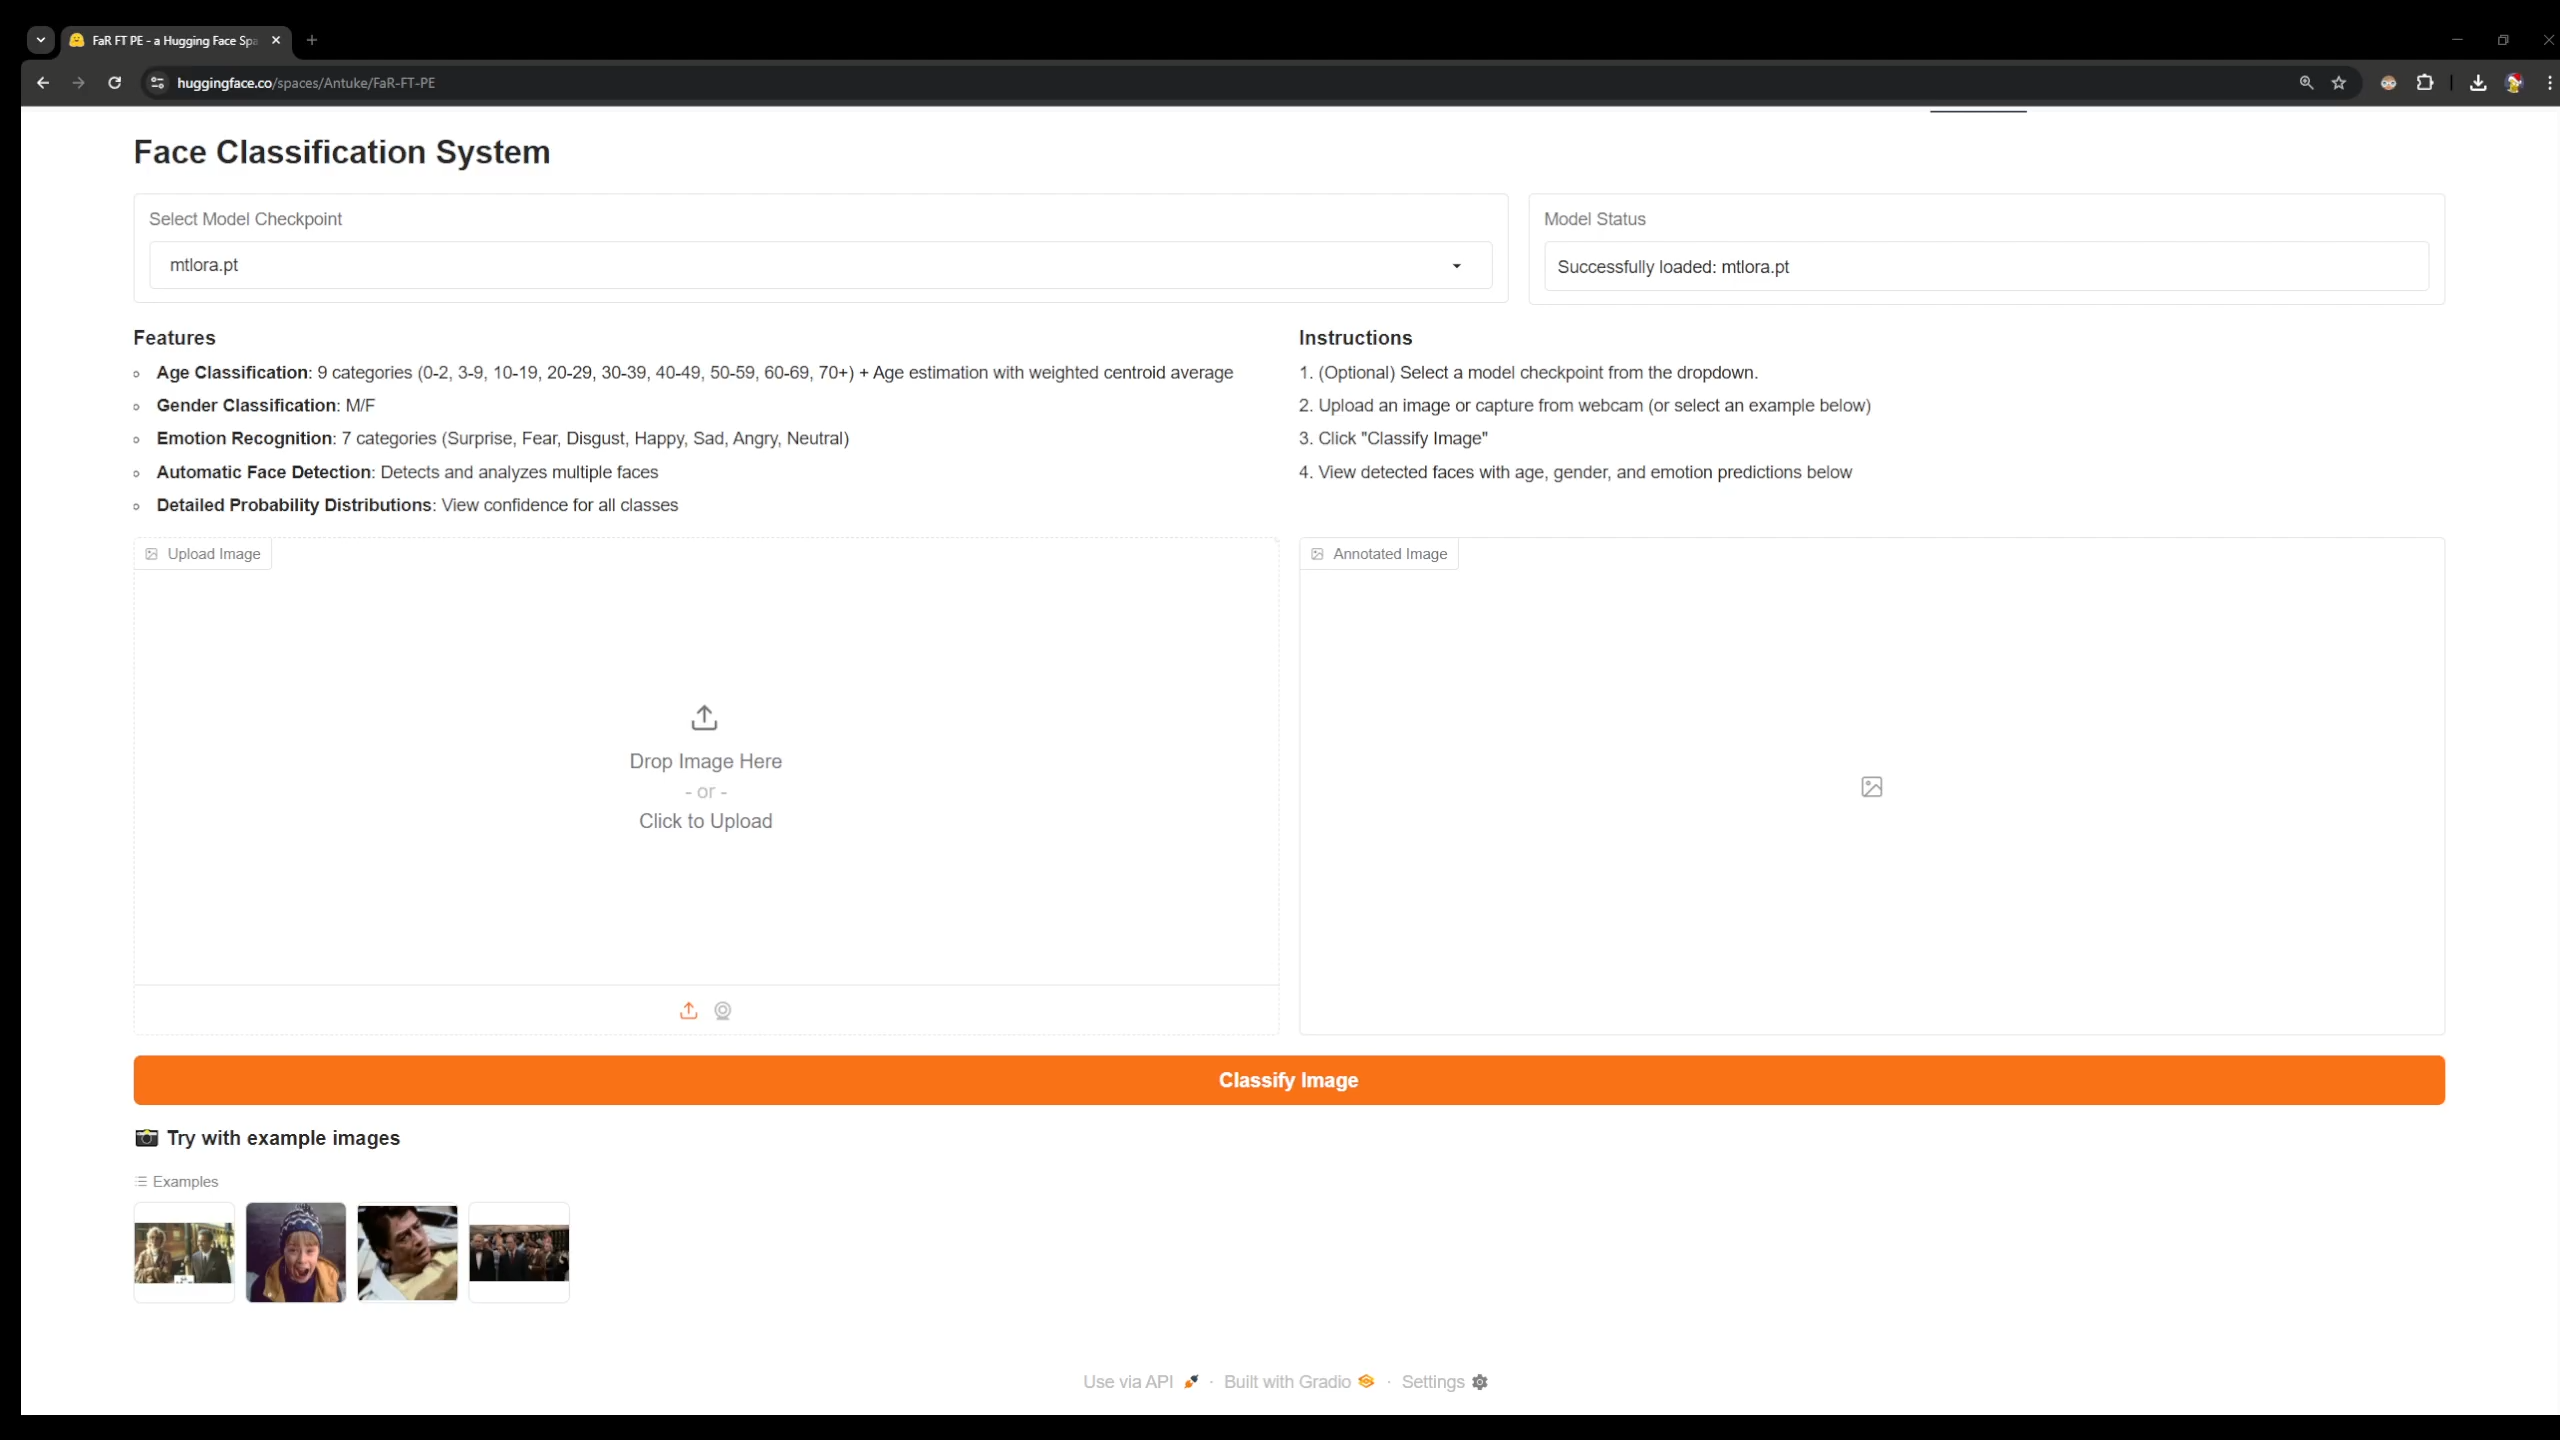 FaR FT PE - a Hugging Face Spa
huggingface.co/spaces/Antuke/FaR-FT-PE
Face Classification System
Select Model Checkpoint
mtlora.pt
Model Status
Successfully loaded: mtlora.pt
Features
Age Classification: 9 categories (0-2, 3-9, 10-19, 20-29, 30-39, 40-49, 50-59, 60-69, 70+) + Age estimation with weighted centroid average
Gender Classification: M/F
Emotion Recognition: 7 categories (Surprise, Fear, Disgust, Happy, Sad, Angry, Neutral)
Automatic Face Detection: Detects and analyzes multiple faces
Detailed Probability Distributions: View confidence for all classes
Instructions
1. (Optional) Select a model checkpoint from the dropdown.
2. Upload an image or capture from webcam (or select an example below)
3. Click "Classify Image"
4. View detected faces with age, gender, and emotion predictions below
Upload Image
Drop Image Here
- or -
Click to Upload
Annotated Image
Classify Image
Try with example images
Examples
Use via API · Built with Gradio · Settings